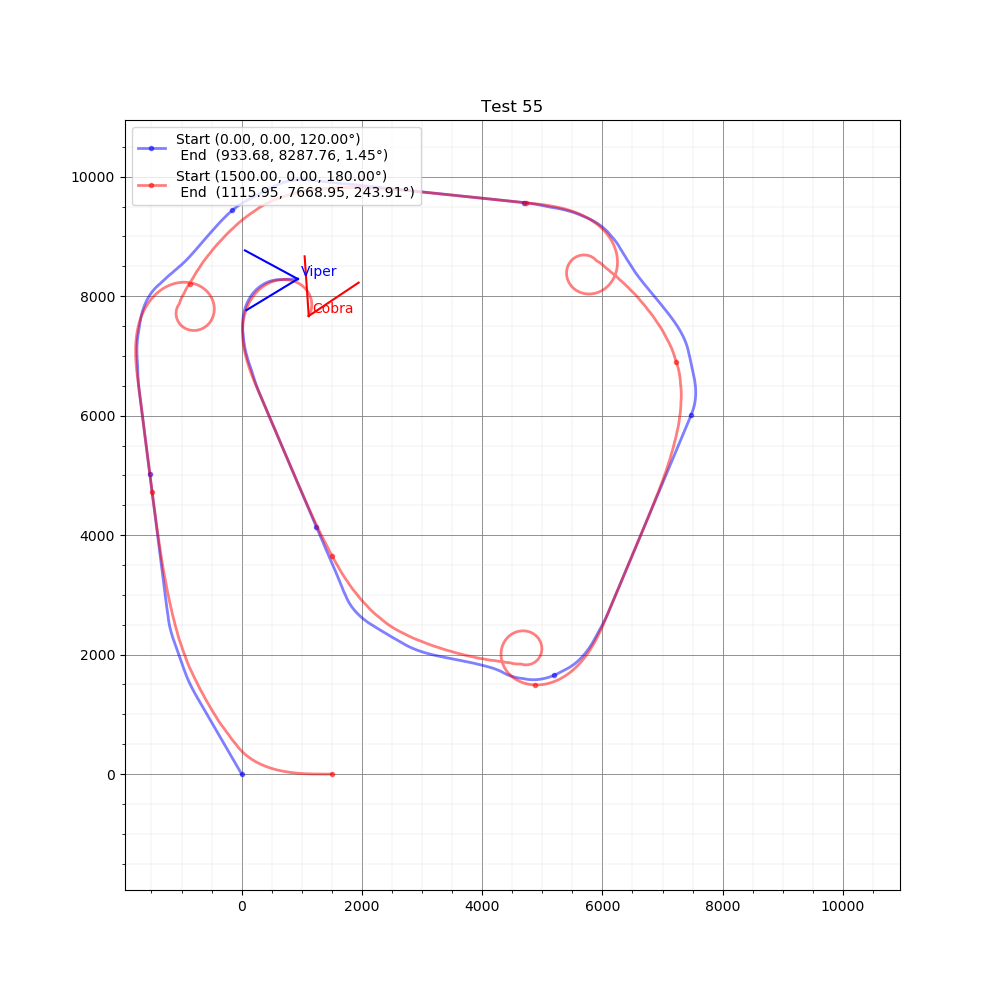 Test 55
Start (0.00, 0.00, 120.00°)
End (933.68, 8287.76, 1.45°)
Start (1500.00, 0.00, 180.00°)
End (1115.95, 7668.95, 243.91°)
10000
8000
6000
4000
2000
0
Viper
Cobra
0 2000 4000 6000 8000 10000